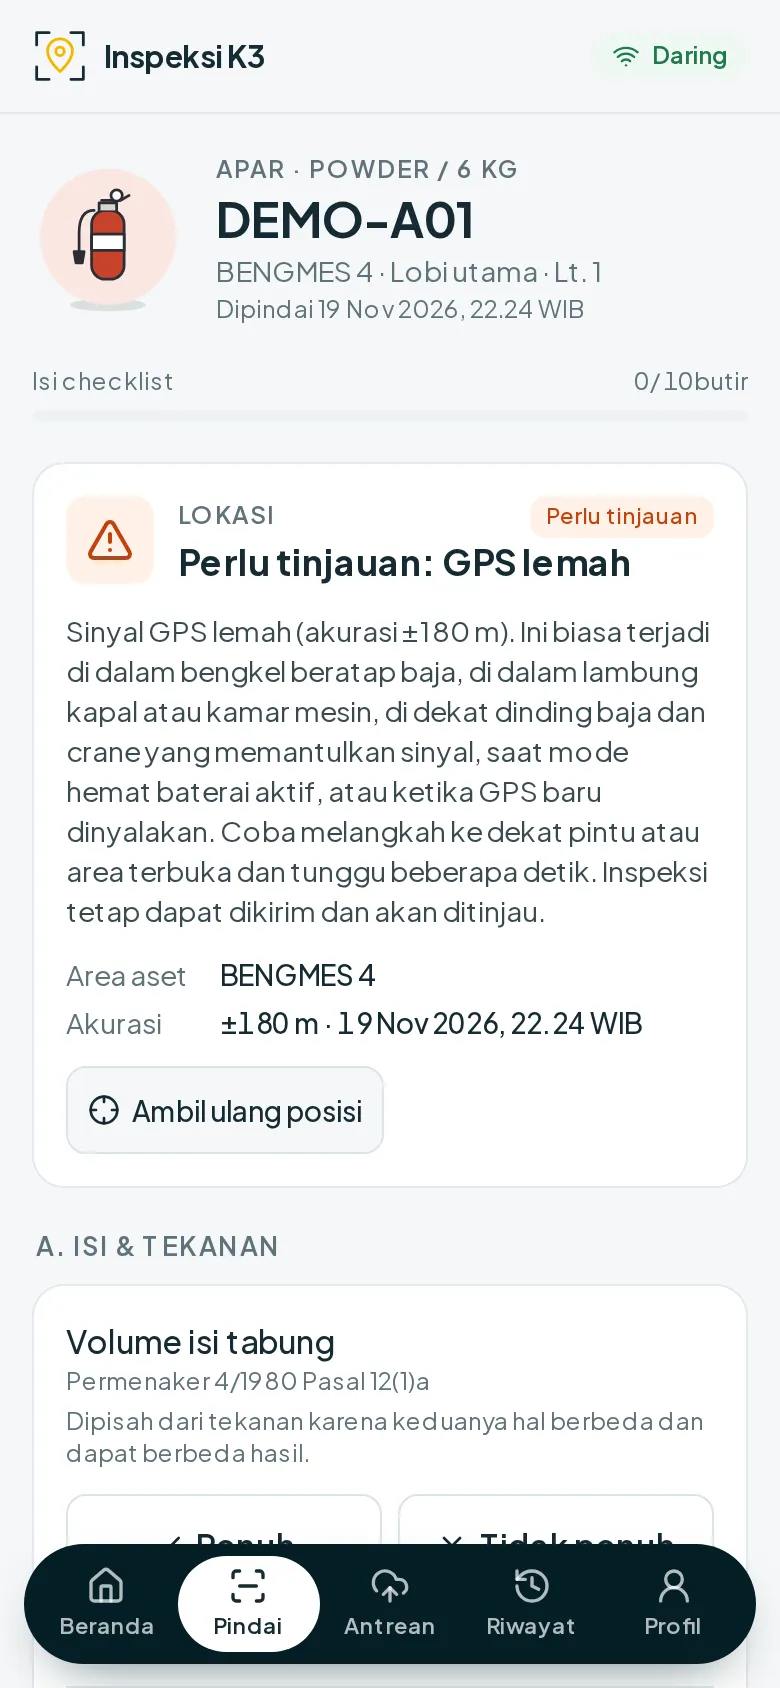 Inspeksi K3
Daring
APAR · POWDER / 6 KG
DEMO-A01
BENGMES 4 · Lobi utama · Lt. 1
Dipindai 19 Nov 2026, 22.24 WIB
Isi checklist
0/10 butir
LOKASI
Perlu tinjauan
Perlu tinjauan: GPS lemah
Sinyal GPS lemah (akurasi ±180 m). Ini biasa terjadi
di dalam bengkel beratap baja, di dalam lambung
kapal atau kamar mesin, di dekat dinding baja dan
crane yang memantulkan sinyal, saat mode
hemat baterai aktif, atau ketika GPS baru
dinyalakan. Coba melangkah ke dekat pintu atau
area terbuka dan tunggu beberapa detik. Inspeksi
tetap dapat dikirim dan akan ditinjau.
Area aset BENGMES 4
Akurasi ±180 m · 19 Nov 2026, 22.24 WIB
Ambil ulang posisi
A. ISI & TEKANAN
Volume isi tabung
Permenaker 4/1980 Pasal 12(1)a
Dipisah dari tekanan karena keduanya hal berbeda dan
dapat berbeda hasil.
Penuh
Tidak penuh
Beranda
Pindai
Antrean
Riwayat
Profil